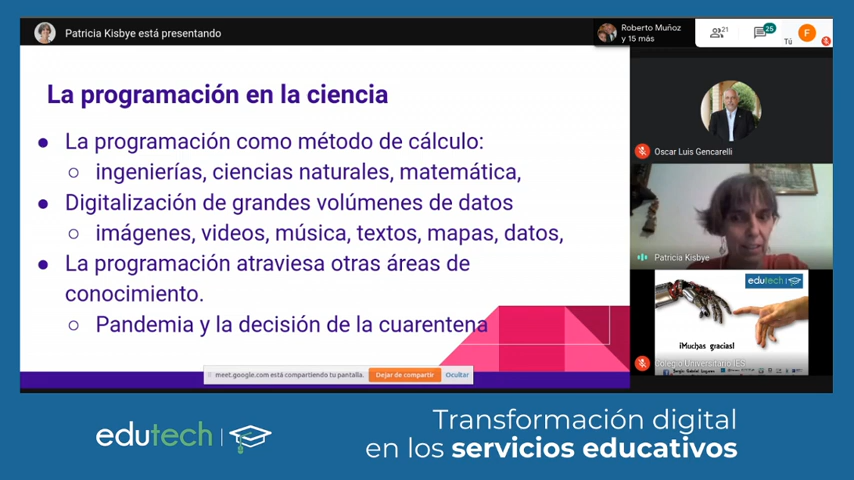 Patricia Kisbye está presentando
Roberto Muñoz
y 15 más
21
25
Tú
F
La programación en la ciencia
● La programación como método de cálculo:
○ ingenierías, ciencias naturales, matemática,
● Digitalización de grandes volúmenes de datos
○ imágenes, videos, música, textos, mapas, datos,
● La programación atraviesa otras áreas de
conocimiento.
○ Pandemia y la decisión de la cuarentena
meet.google.com está compartiendo tu pantalla.
Dejar de compartir
Ocultar
Oscar Luis Gencarelli
Patricia Kisbye
edutech
¡Muchas gracias!
Colegio Universitario IES
edutech
Transformación digital
en los servicios educativos